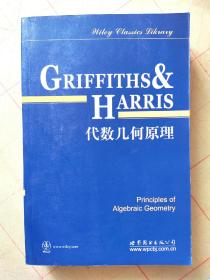 Wiley Classics Library
GRIFFITHS&
HARRIS
代数几何原理
Principles of
Algebraic Geometry
www.wiley.com
世界图书出版公司
www.wpcbj.com.cn